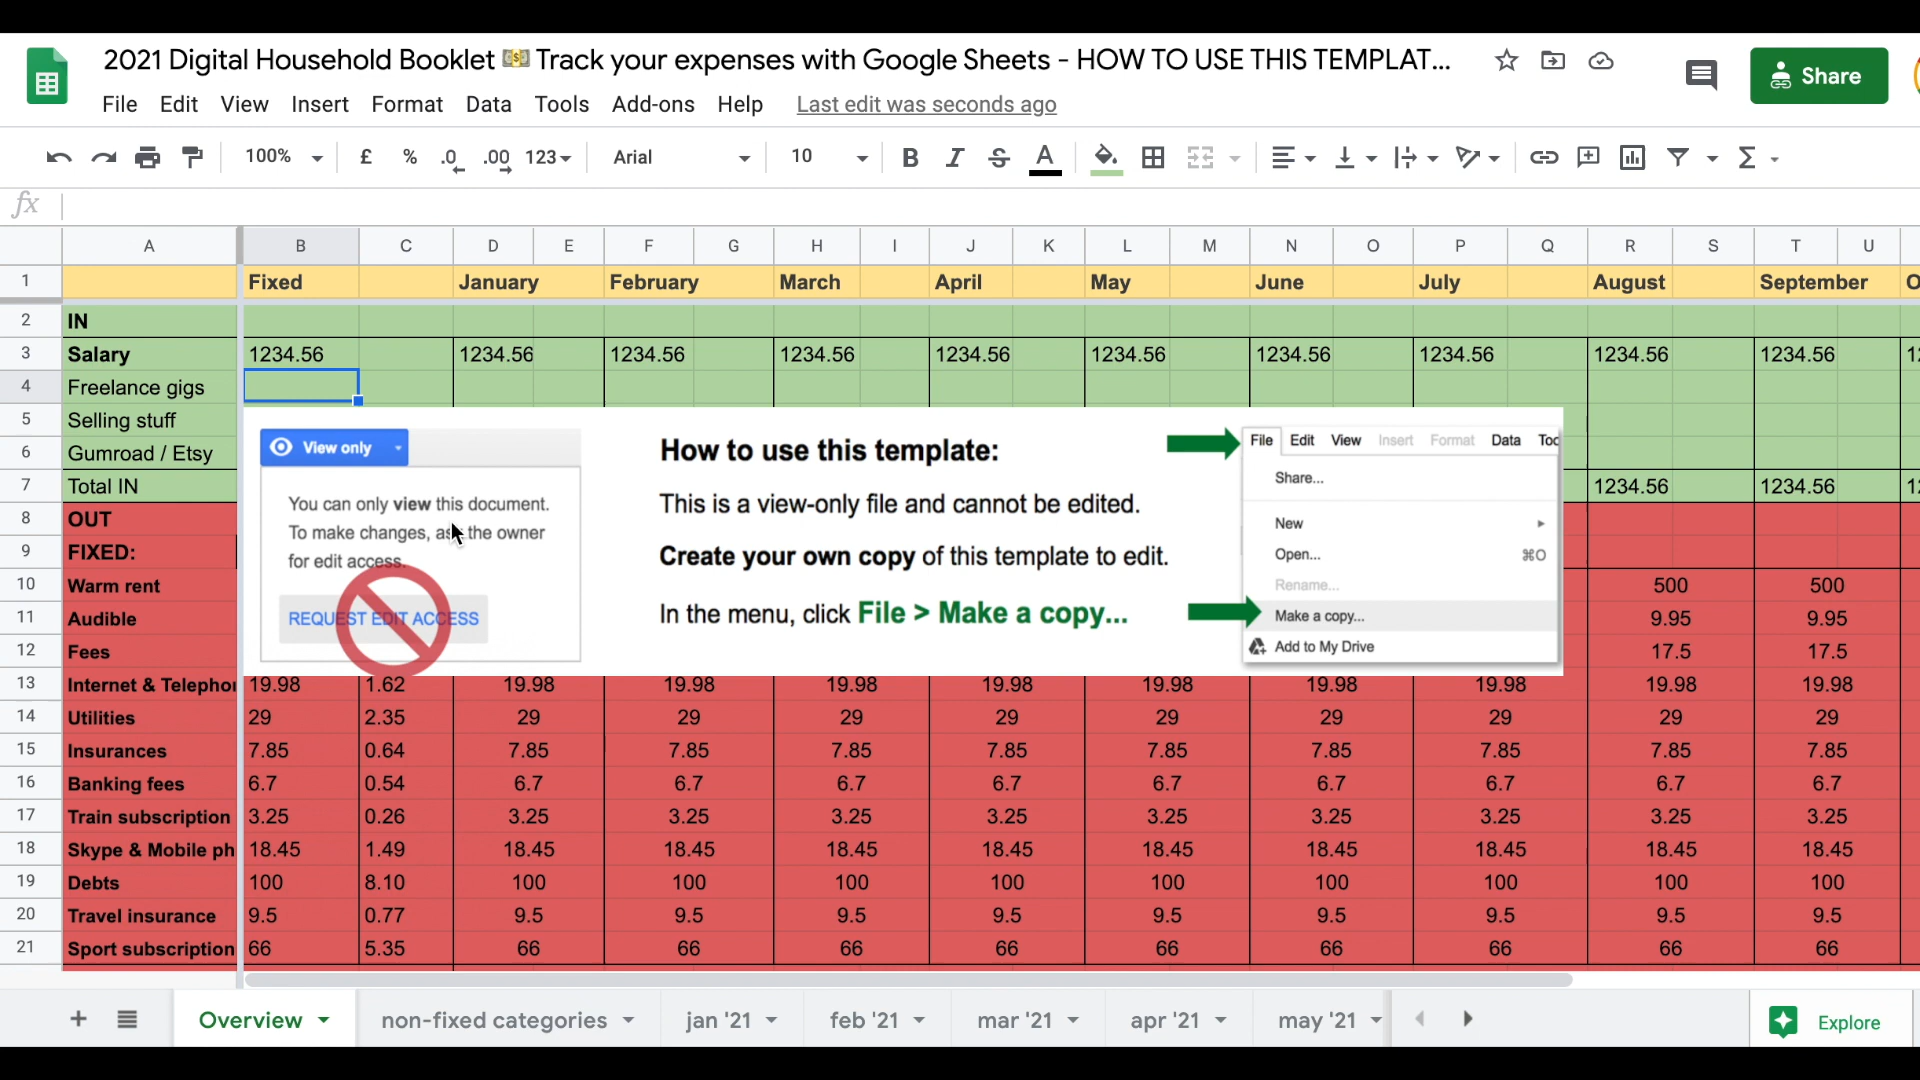 2021 Digital Household Booklet 💵 Track your expenses with Google Sheets - HOW TO USE THIS TEMPLAT...
File Edit View Insert Format Data Tools Add-ons Help Last edit was seconds ago
Share
100% £ % .0 .00 123 Arial 10 B I S A
fx
A B C D E F G H I J K L M N O P Q R S T U
1 Fixed January February March April May June July August September
2 IN
3 Salary 1234.56 1234.56 1234.56 1234.56 1234.56 1234.56 1234.56 1234.56 1234.56 1234.56
4 Freelance gigs
5 Selling stuff
6 Gumroad / Etsy
7 Total IN 1234.56 1234.56
8 OUT
9 FIXED:
10 Warm rent 500 500
11 Audible 9.95 9.95
12 Fees 17.5 17.5
View only
You can only view this document.
To make changes, ask the owner
for edit access.
REQUEST EDIT ACCESS
How to use this template:
This is a view-only file and cannot be edited.
Create your own copy of this template to edit.
In the menu, click File > Make a copy...
File Edit View Insert Format Data Too
Share...
New
Open... ⌘O
Rename...
Make a copy...
Add to My Drive
13 Internet & Telephon 19.98 1.62 19.98 19.98 19.98 19.98 19.98 19.98 19.98 19.98 19.98
14 Utilities 29 2.35 29 29 29 29 29 29 29 29 29
15 Insurances 7.85 0.64 7.85 7.85 7.85 7.85 7.85 7.85 7.85 7.85 7.85
16 Banking fees 6.7 0.54 6.7 6.7 6.7 6.7 6.7 6.7 6.7 6.7 6.7
17 Train subscription 3.25 0.26 3.25 3.25 3.25 3.25 3.25 3.25 3.25 3.25 3.25
18 Skype & Mobile ph 18.45 1.49 18.45 18.45 18.45 18.45 18.45 18.45 18.45 18.45 18.45
19 Debts 100 8.10 100 100 100 100 100 100 100 100 100
20 Travel insurance 9.5 0.77 9.5 9.5 9.5 9.5 9.5 9.5 9.5 9.5 9.5
21 Sport subscription 66 5.35 66 66 66 66 66 66 66 66 66
Overview non-fixed categories jan '21 feb '21 mar '21 apr '21 may '21 Explore